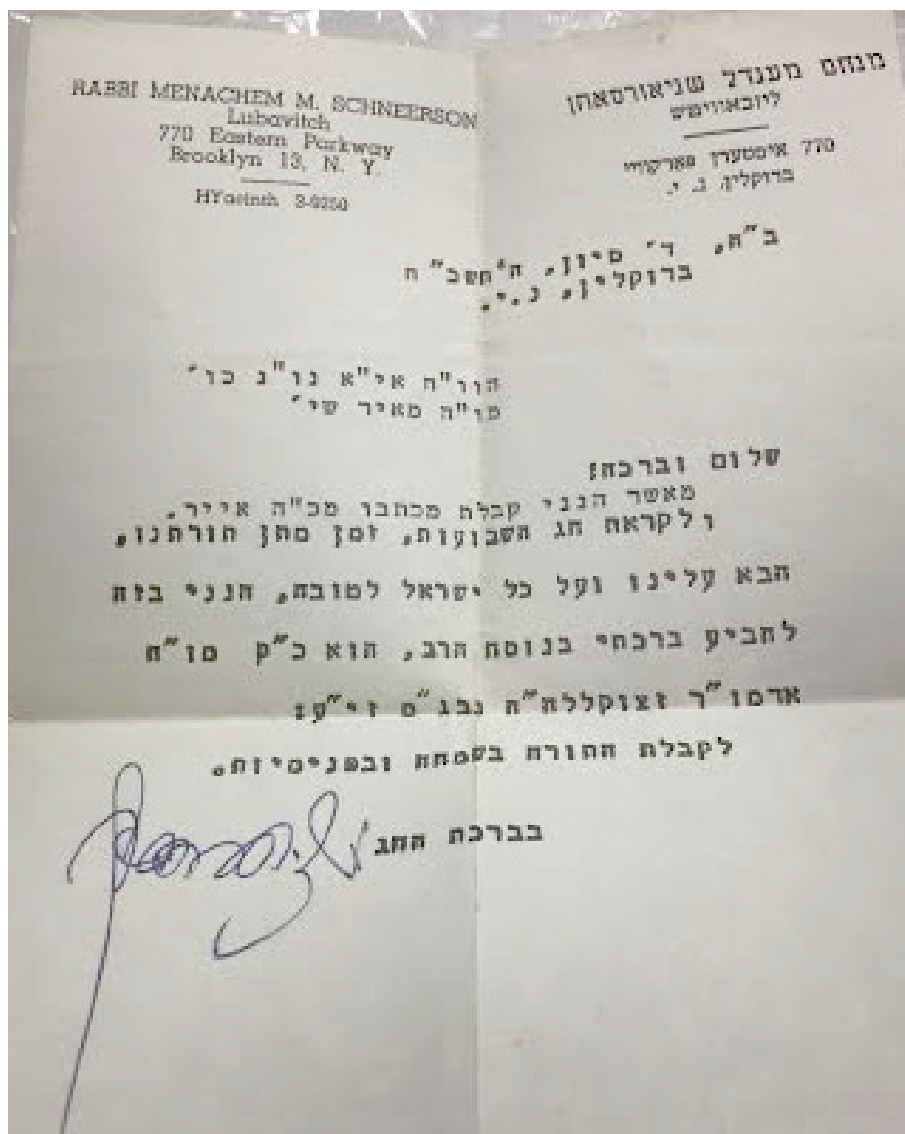 RABBI MENACHEM M. SCHNEERSON
Lubavitch
770 Eastern Parkway
Brooklyn 13, N. Y.
HYacinth 3-9250
מנחם מענדל שניאורסאהן
ליובאוויטש
770 איסטערן פארקוויי
ברוקלין, נ. י.
ב"ה, ד' סיון, ה'תשכ"ח
ברוקלין, נ.י.
הוו"ח אי"א נו"נ כו'
מו"ה מאיר שי'
שלום וברכה!
מאשר הנני קבלת מכתבו מכ"ה אייר.
ולקראת חג השבועות, זמן מתן תורתנו,
הבא עלינו ועל כל ישראל לטובה, הנני בזה
להביע ברכתי בנוסח הרב, הוא כ"ק מו"ח
אדמו"ר זצוקללה"ה נבג"מ זי"ע:
לקבלת התורה בשמחה ובפנימיות.
בברכת החג